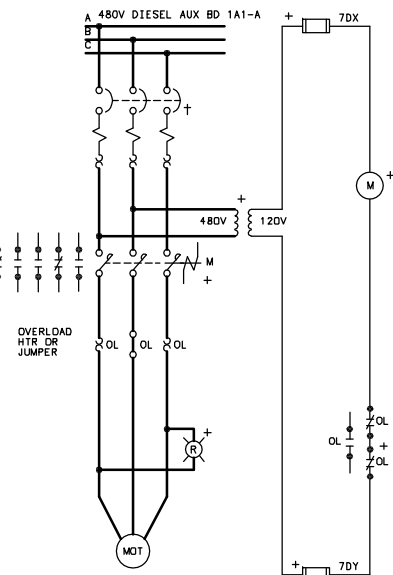 A 480V DIESEL AUX BD 1A1-A
B
C
+ 7DX
†
+
M +
480V 120V
M
+
OVERLOAD
HTR OR
JUMPER
OL OL OL
OL
OL +
OL
R +
MOT
+ 7DY